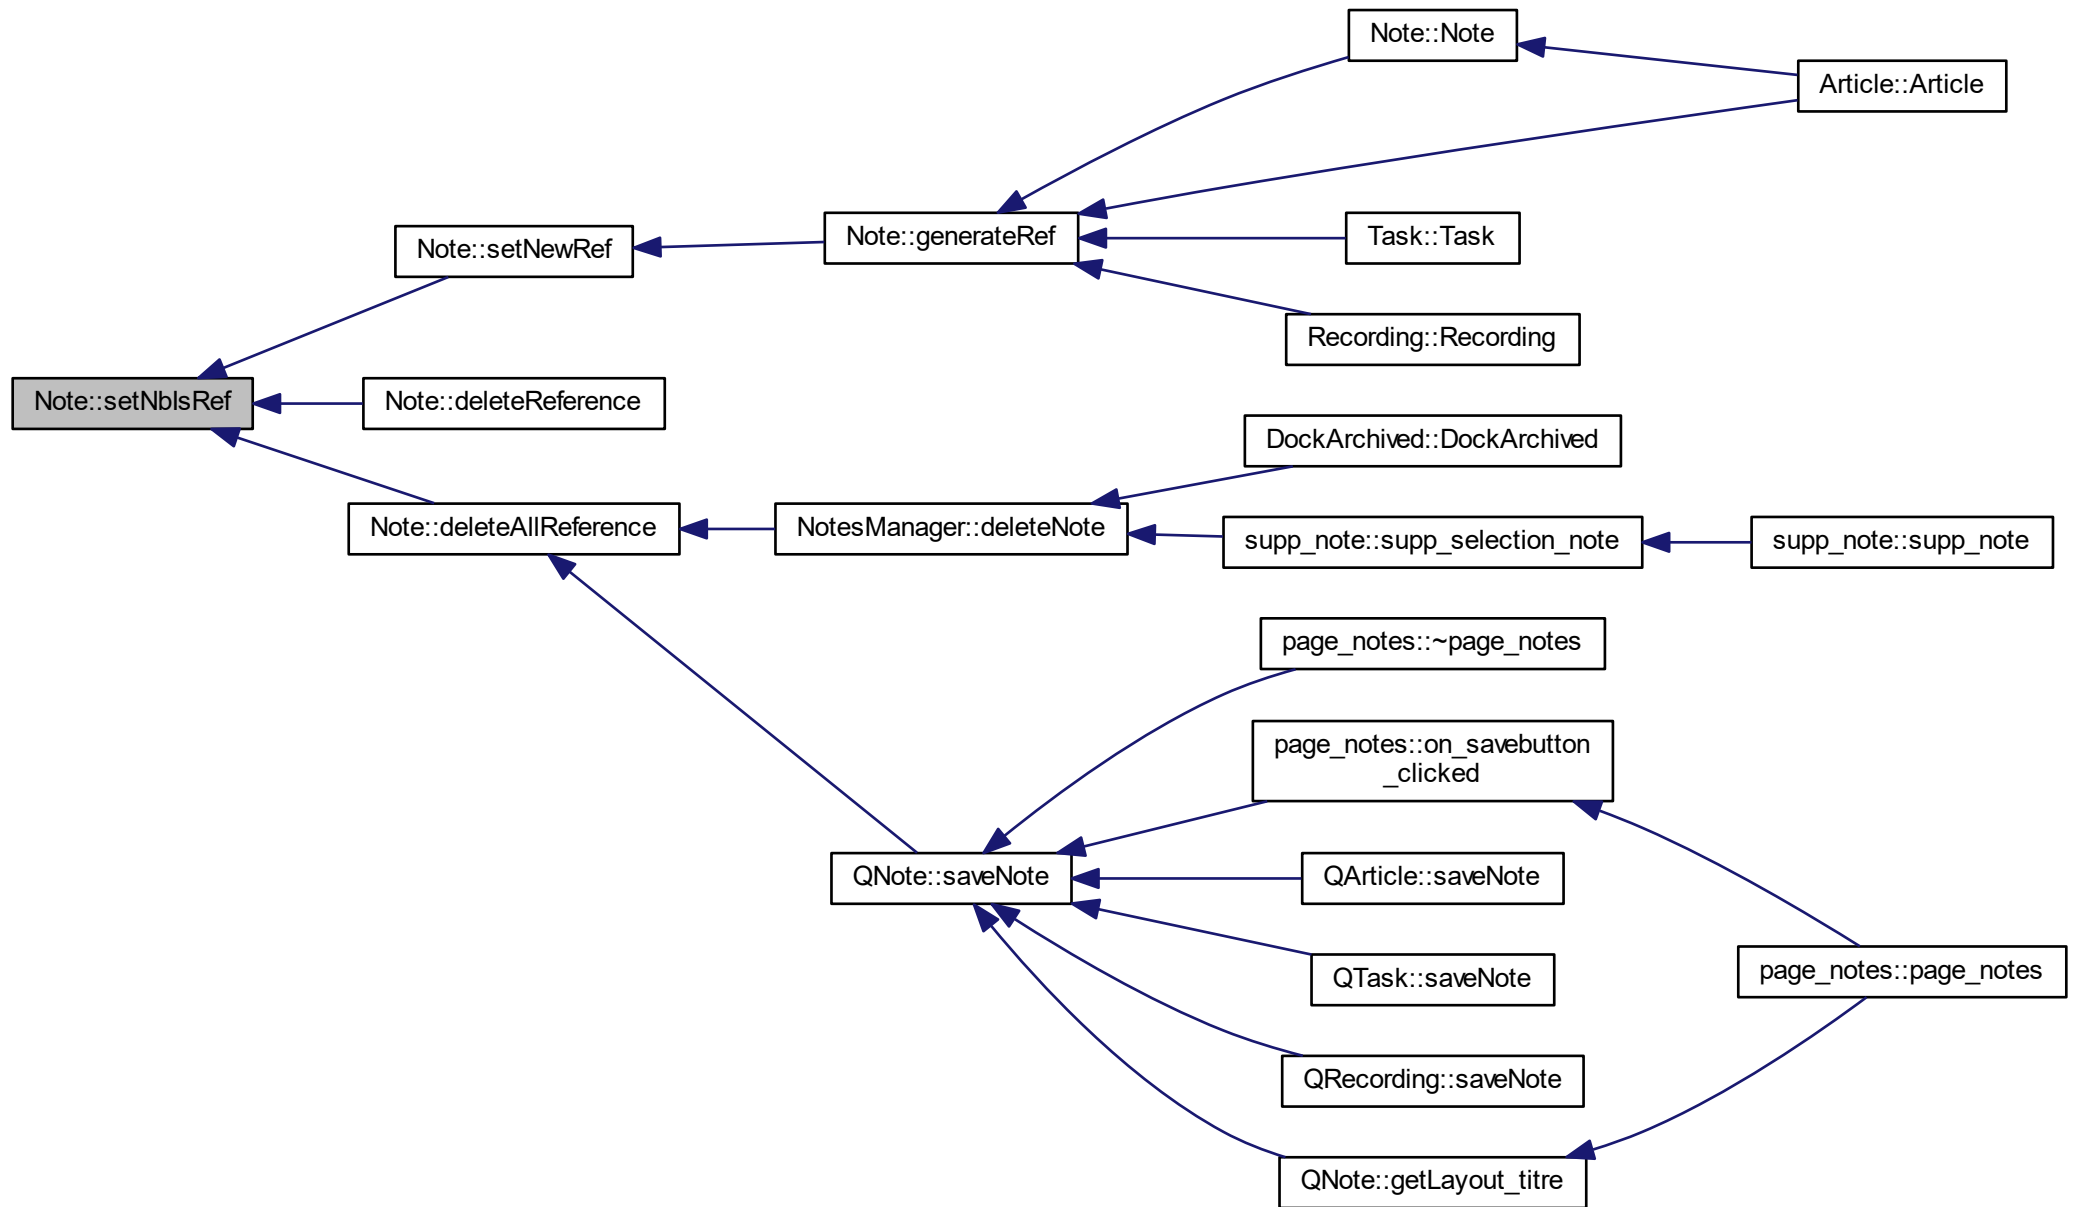 Note::Note
Article::Article
Note::setNewRef
Note::generateRef
Task::Task
Recording::Recording
Note::setNbIsRef
Note::deleteReference
DockArchived::DockArchived
Note::deleteAllReference
NotesManager::deleteNote
supp_note::supp_selection_note
supp_note::supp_note
page_notes::~page_notes
page_notes::on_savebutton
_clicked
QNote::saveNote
QArticle::saveNote
QTask::saveNote
page_notes::page_notes
QRecording::saveNote
QNote::getLayout_titre